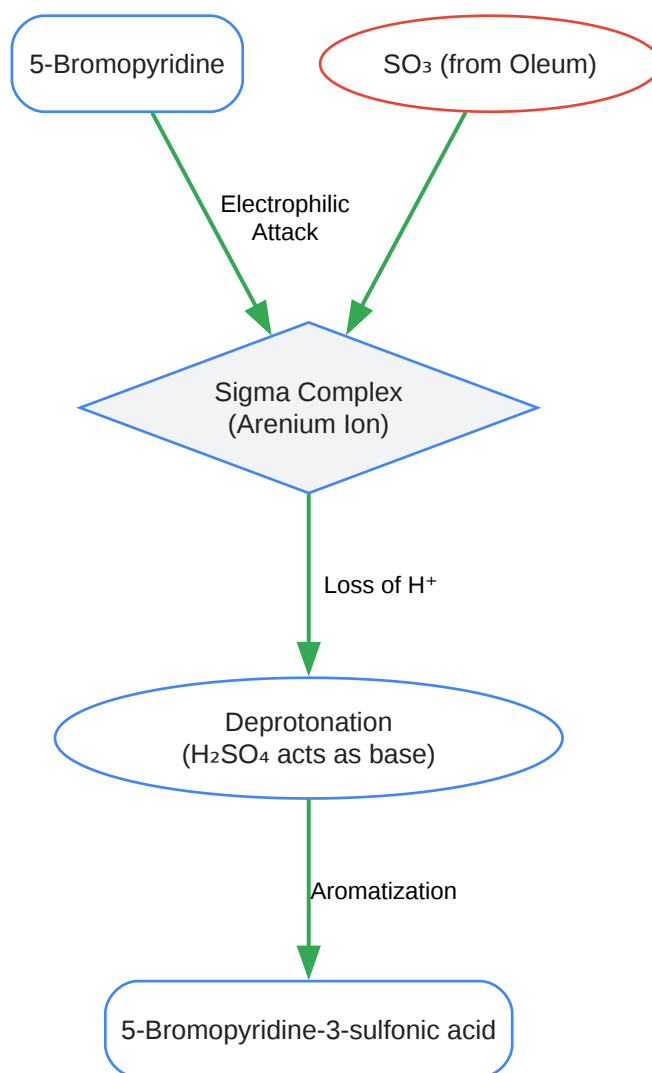 5-Bromopyridine
SO₃ (from Oleum)
Electrophilic
Attack
Sigma Complex
(Arenium Ion)
Loss of H⁺
Deprotonation
(H₂SO₄ acts as base)
Aromatization
5-Bromopyridine-3-sulfonic acid